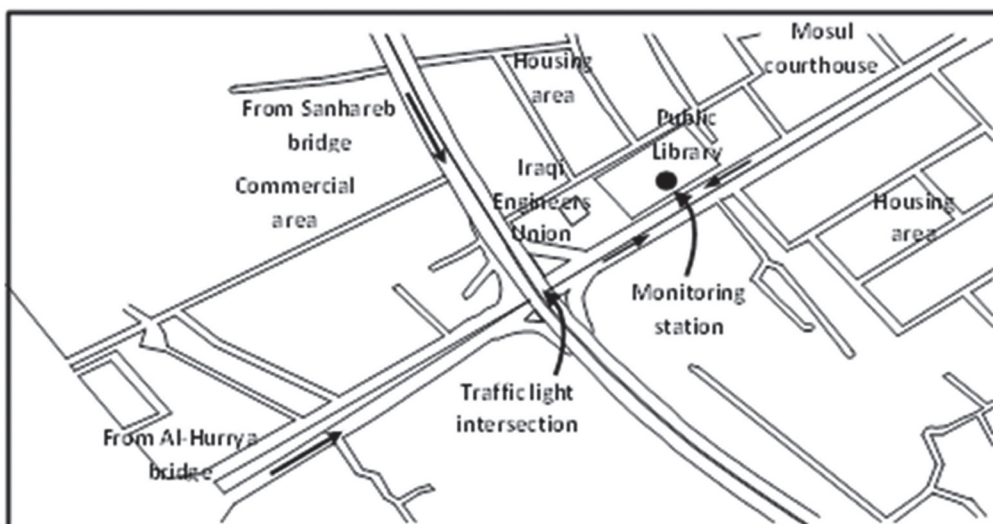 Mosul
courthouse
Housing
area
From Sanhareb
bridge
Public
Library
Iraqi
Engineers
Union
Commercial
area
Housing
area
Monitoring
station
Traffic light
intersection
From Al-Hurrya
bridge